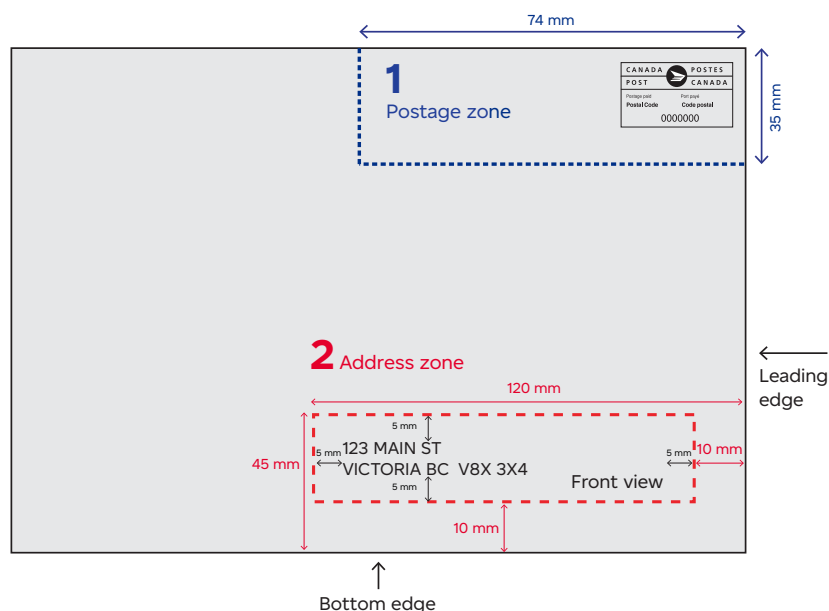 74 mm
1
Postage zone
CANADA POSTES
POST CANADA
Postage paid Port payé
Postal Code Code postal
0000000
35 mm
2 Address zone
Leading
edge
120 mm
5 mm
5 mm 123 MAIN ST 5 mm 10 mm
45 mm
VICTORIA BC V8X 3X4
Front view
5 mm
10 mm
Bottom edge